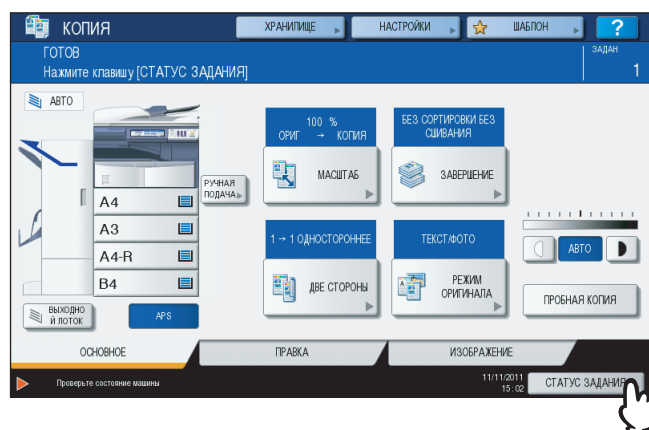 КОПИЯ
ХРАНИЛИЩЕ
НАСТРОЙКИ
ШАБЛОН
?
ГОТОВ
Нажмите клавишу [СТАТУС ЗАДАНИЯ]
ЗАДАН
1
АВТО
100 %
ОРИГ → КОПИЯ
МАСШТАБ
БЕЗ СОРТИРОВКИ БЕЗ
СШИВАНИЯ
ЗАВЕРШЕНИЕ
РУЧНАЯ
ПОДАЧА
A4
A3
A4-R
B4
1 → 1 ОДНОСТОРОННЕЕ
ДВЕ СТОРОНЫ
ТЕКСТ/ФОТО
РЕЖИМ
ОРИГИНАЛА
АВТО
ПРОБНАЯ КОПИЯ
ВЫХОДНО
Й ЛОТОК
APS
ОСНОВНОЕ
ПРАВКА
ИЗОБРАЖЕНИЕ
Проверьте состояние машины
11/11/2011
15:02
СТАТУС ЗАДАНИЯ